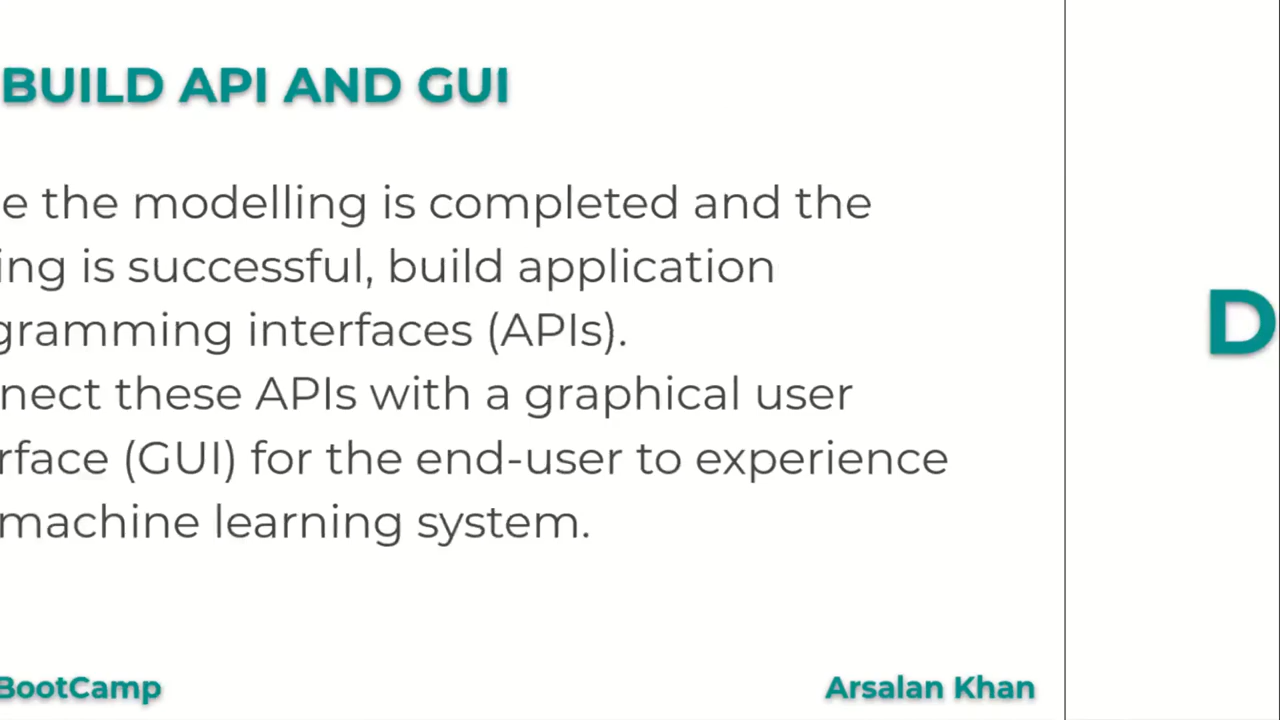 BUILD API AND GUI
e the modelling is completed and the
ing is successful, build application
gramming interfaces (APIs).
nect these APIs with a graphical user
rface (GUI) for the end-user to experience
machine learning system.
D
BootCamp
Arsalan Khan